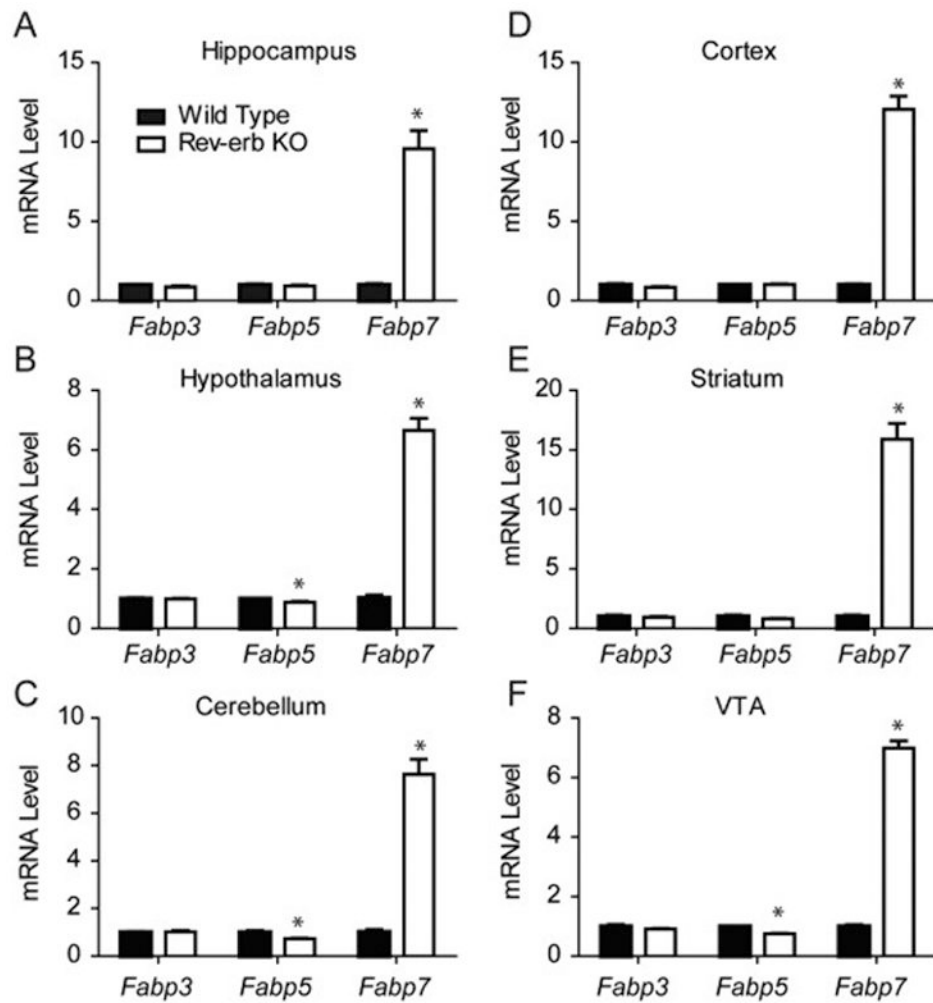 A
Hippocampus
15
10
5
0
mRNA Level
Wild Type
Rev-erb KO
*
Fabp3 Fabp5 Fabp7
B
Hypothalamus
8
6
4
2
0
mRNA Level
*
*
Fabp3 Fabp5 Fabp7
C
Cerebellum
10
8
6
4
2
0
mRNA Level
*
*
Fabp3 Fabp5 Fabp7
D
Cortex
15
10
5
0
mRNA Level
*
Fabp3 Fabp5 Fabp7
E
Striatum
20
15
10
5
0
mRNA Level
*
Fabp3 Fabp5 Fabp7
F
VTA
8
6
4
2
0
mRNA Level
*
*
Fabp3 Fabp5 Fabp7